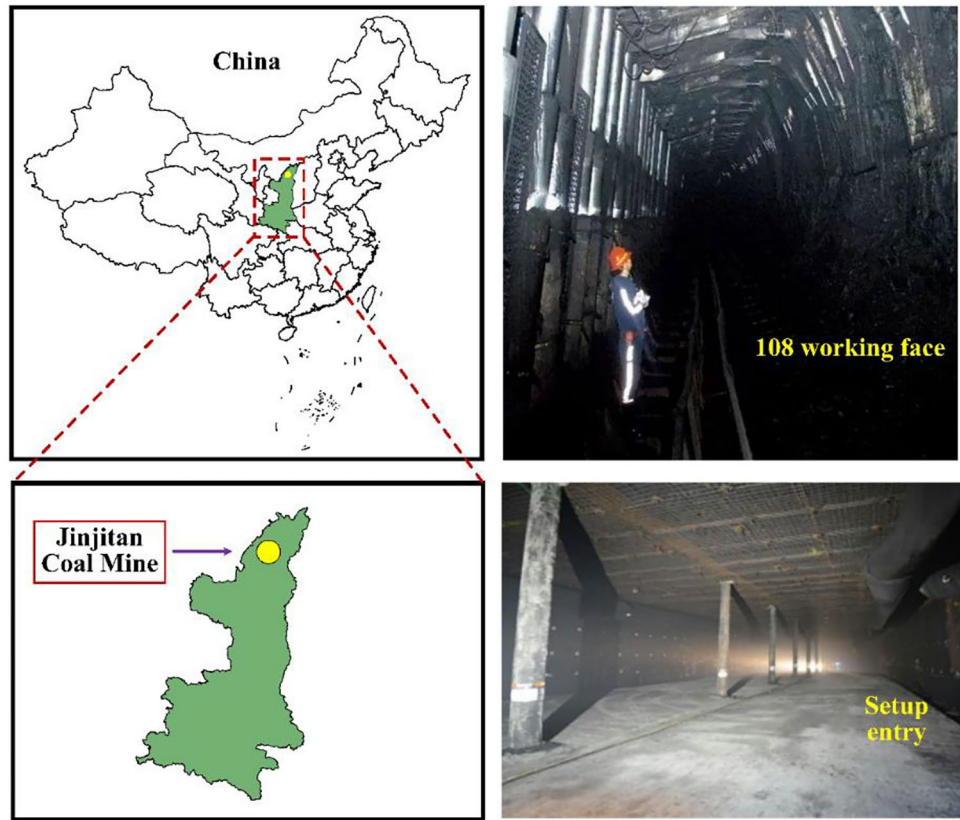 China
108 working face
Jinjitan
Coal Mine
Setup
entry